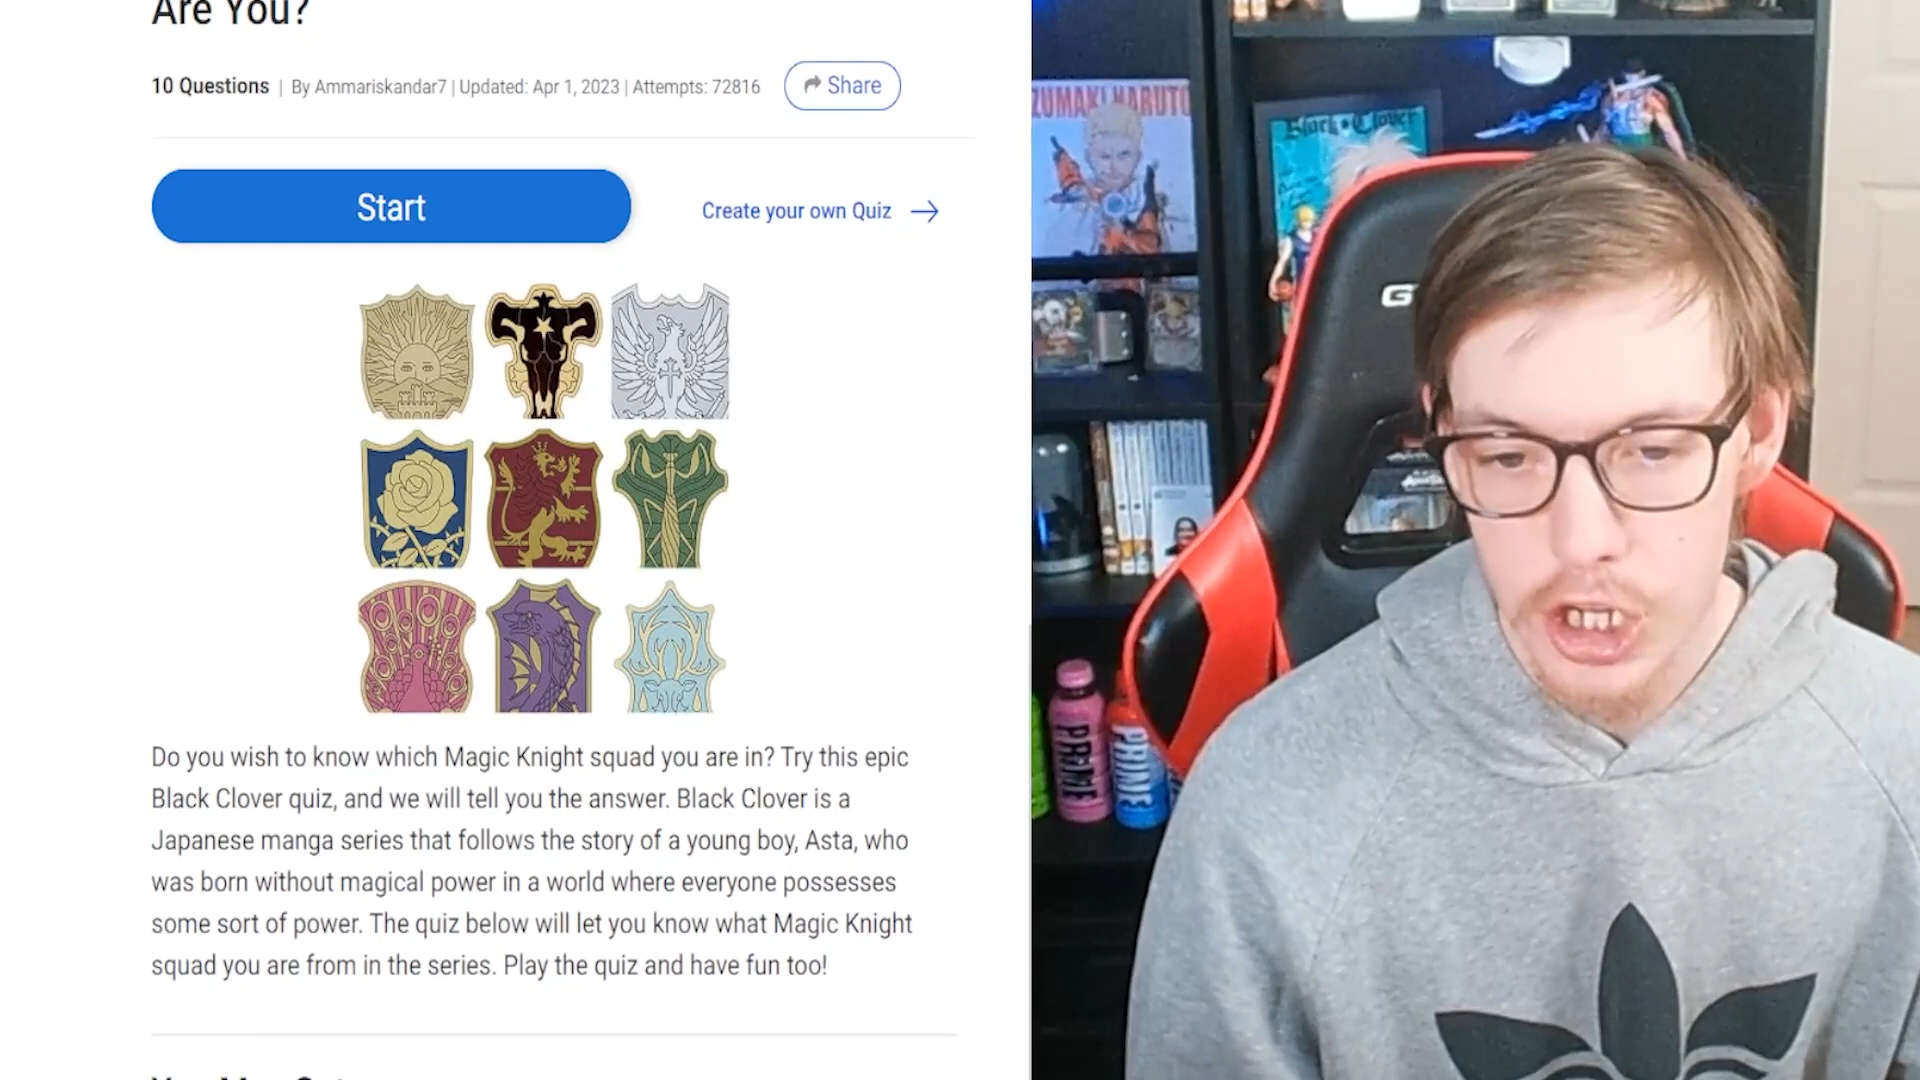 Are You?
10 Questions | By Ammariskandar7 | Updated: Apr 1, 2023 | Attempts: 72816
Share
Start
Create your own Quiz
Do you wish to know which Magic Knight squad you are in? Try this epic
Black Clover quiz, and we will tell you the answer. Black Clover is a
Japanese manga series that follows the story of a young boy, Asta, who
was born without magical power in a world where everyone possesses
some sort of power. The quiz below will let you know what Magic Knight
squad you are from in the series. Play the quiz and have fun too!
ZUMAKI NARUTO
Black Clover
PRIME
PRIME